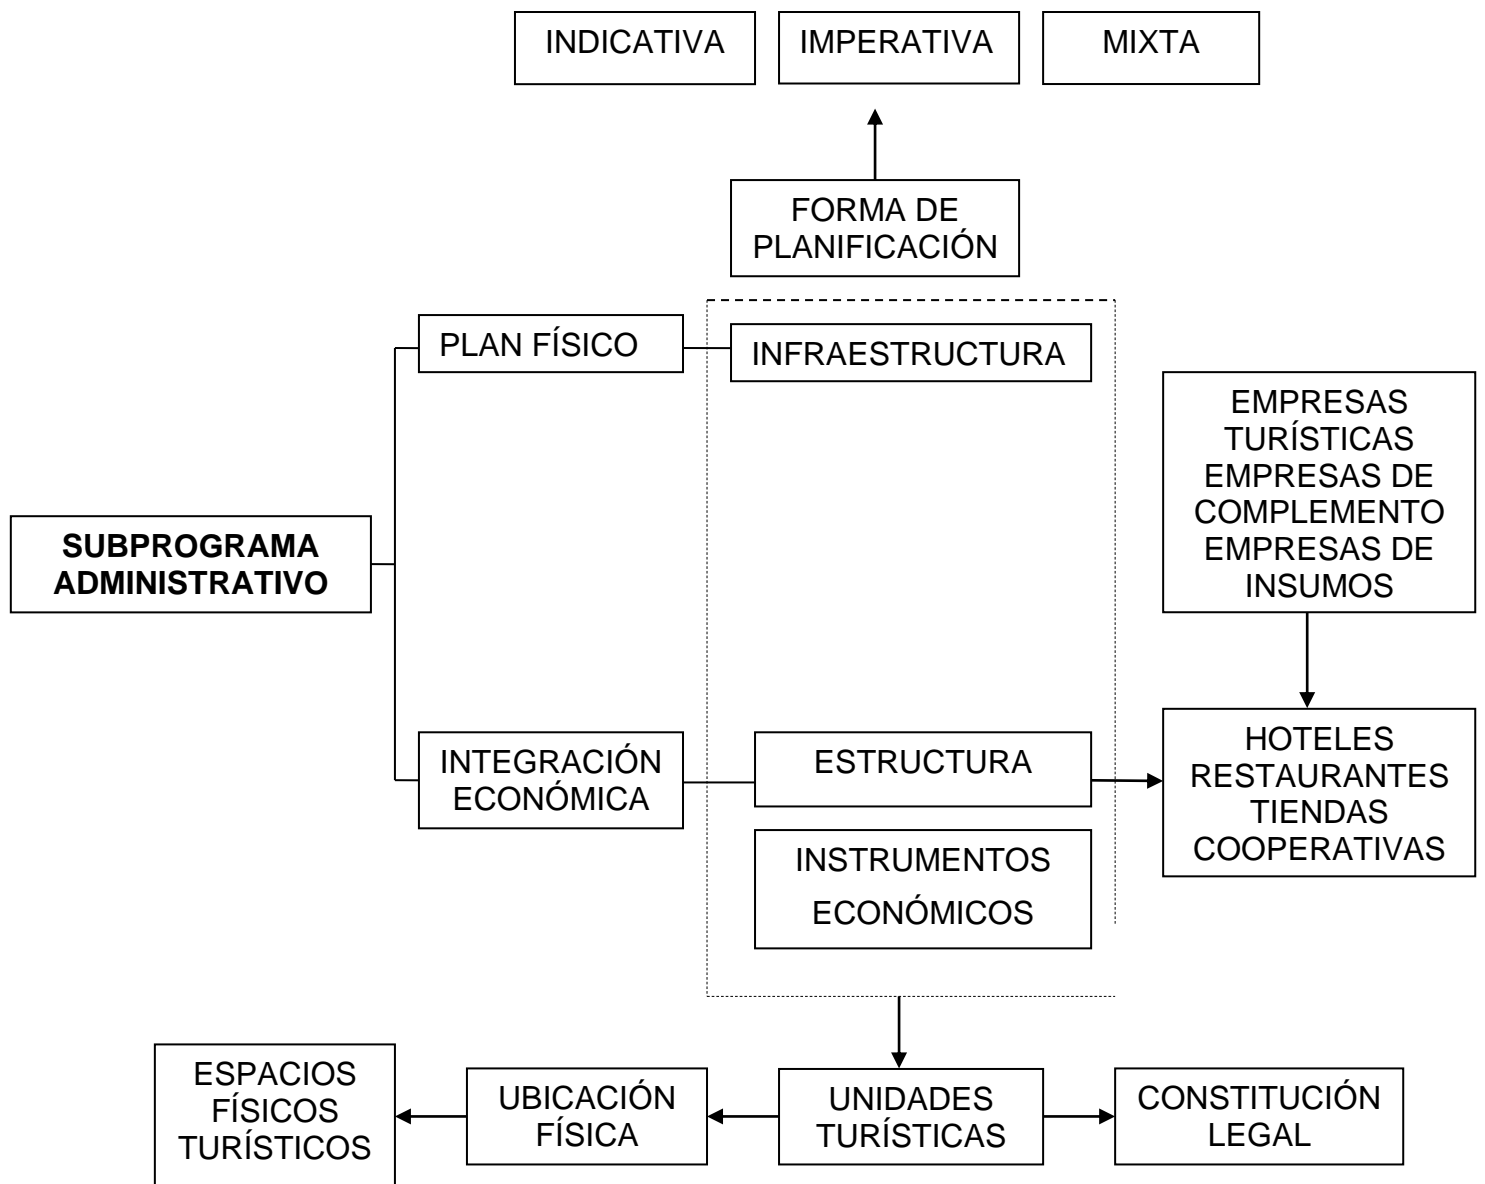 INDICATIVA
IMPERATIVA
MIXTA
FORMA DE
PLANIFICACIÓN
PLAN FÍSICO
INFRAESTRUCTURA
EMPRESAS
TURÍSTICAS
EMPRESAS DE
COMPLEMENTO
EMPRESAS DE
INSUMOS
SUBPROGRAMA
ADMINISTRATIVO
INTEGRACIÓN
ECONÓMICA
ESTRUCTURA
HOTELES
RESTAURANTES
TIENDAS
COOPERATIVAS
INSTRUMENTOS
ECONÓMICOS
ESPACIOS
FÍSICOS
TURÍSTICOS
UBICACIÓN
FÍSICA
UNIDADES
TURÍSTICAS
CONSTITUCIÓN
LEGAL